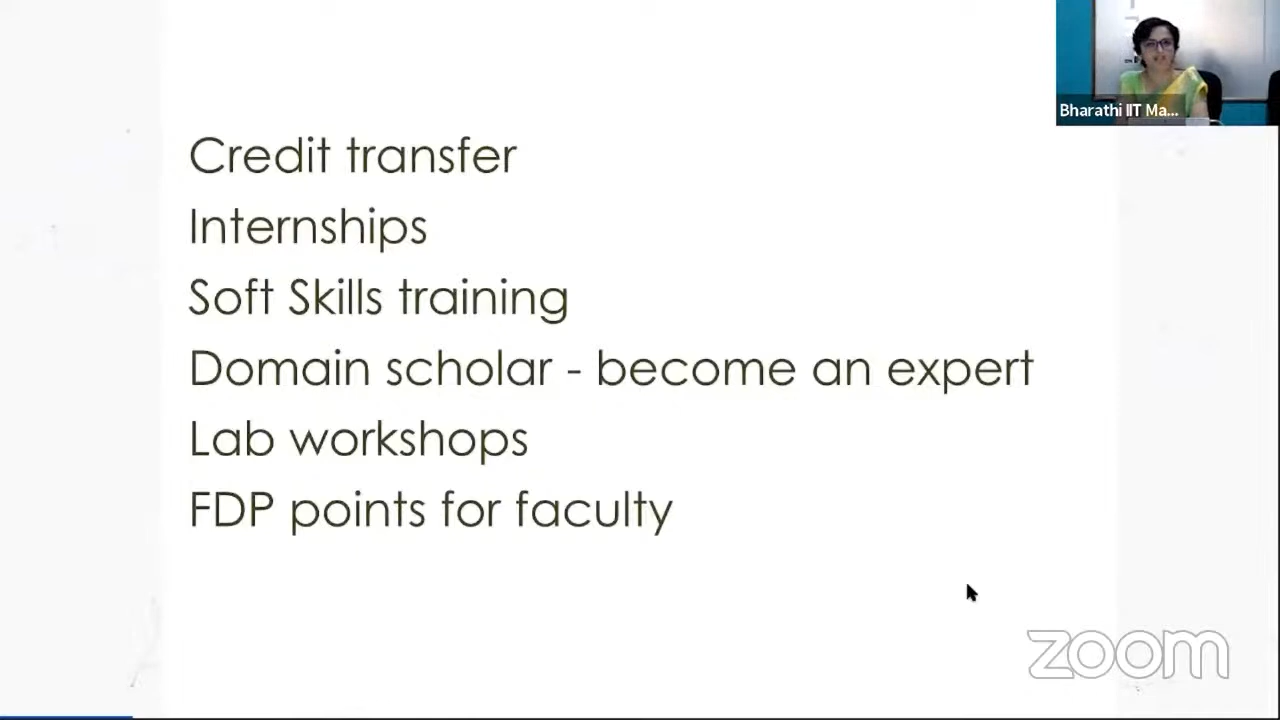 Bharathi IIT Ma...
Credit transfer
Internships
Soft Skills training
Domain scholar - become an expert
Lab workshops
FDP points for faculty
zoom